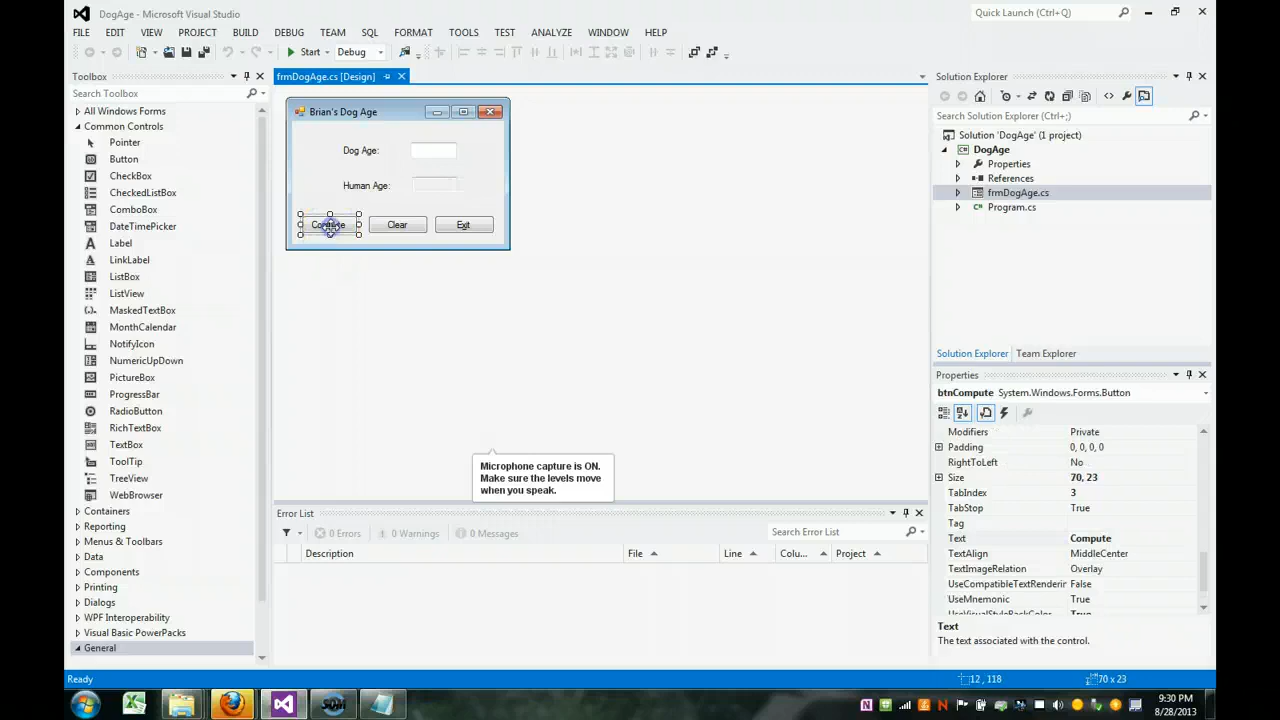 DogAge - Microsoft Visual Studio
Quick Launch (Ctrl+Q)
FILE EDIT VIEW PROJECT BUILD DEBUG TEAM SQL FORMAT TOOLS TEST ANALYZE WINDOW HELP
Start Debug
Toolbox
Search Toolbox
All Windows Forms
Common Controls
Pointer
Button
CheckBox
CheckedListBox
ComboBox
DateTimePicker
Label
LinkLabel
ListBox
ListView
MaskedTextBox
MonthCalendar
NotifyIcon
NumericUpDown
PictureBox
ProgressBar
RadioButton
RichTextBox
TextBox
ToolTip
TreeView
WebBrowser
Containers
Reporting
Menus & Toolbars
Data
Components
Printing
Dialogs
WPF Interoperability
Visual Basic PowerPacks
General
frmDogAge.cs [Design]
Brian's Dog Age
Dog Age:
Human Age:
Clear Exit
Microphone capture is ON.
Make sure the levels move
when you speak.
Error List
0 Errors 0 Warnings 0 Messages
Search Error List
Description File Line Colu... Project
Solution Explorer
Search Solution Explorer (Ctrl+;)
Solution 'DogAge' (1 project)
DogAge
Properties
References
frmDogAge.cs
Program.cs
Solution Explorer Team Explorer
Properties
btnCompute System.Windows.Forms.Button
Modifiers Private
Padding 0, 0, 0, 0
RightToLeft No
Size 70, 23
TabIndex 3
TabStop True
Tag
Text Compute
TextAlign MiddleCenter
TextImageRelation Overlay
UseCompatibleTextRenderin False
UseMnemonic True
UseVisualStyleBackColor True
Text
The text associated with the control.
Ready
12 , 118
70 x 23
9:30 PM
8/28/2013